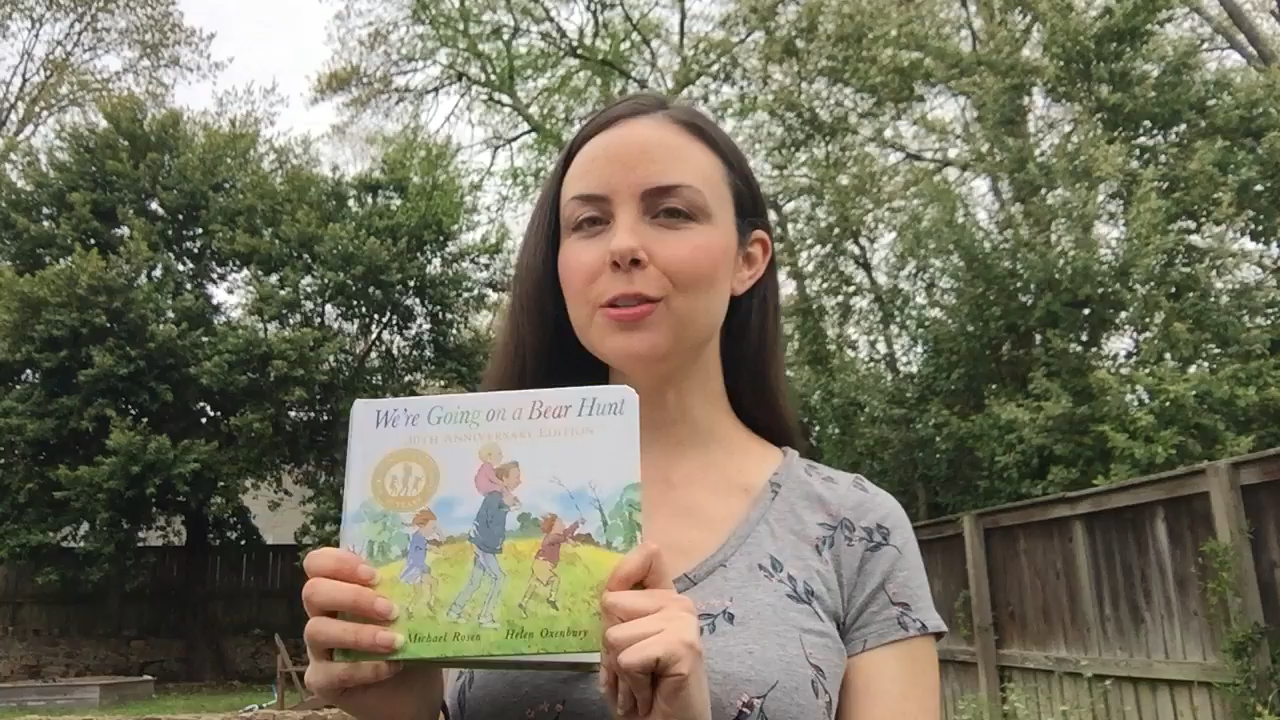 We're Going on a Bear Hunt
30TH ANNIVERSARY EDITION
Michael Rosen Helen Oxenbury